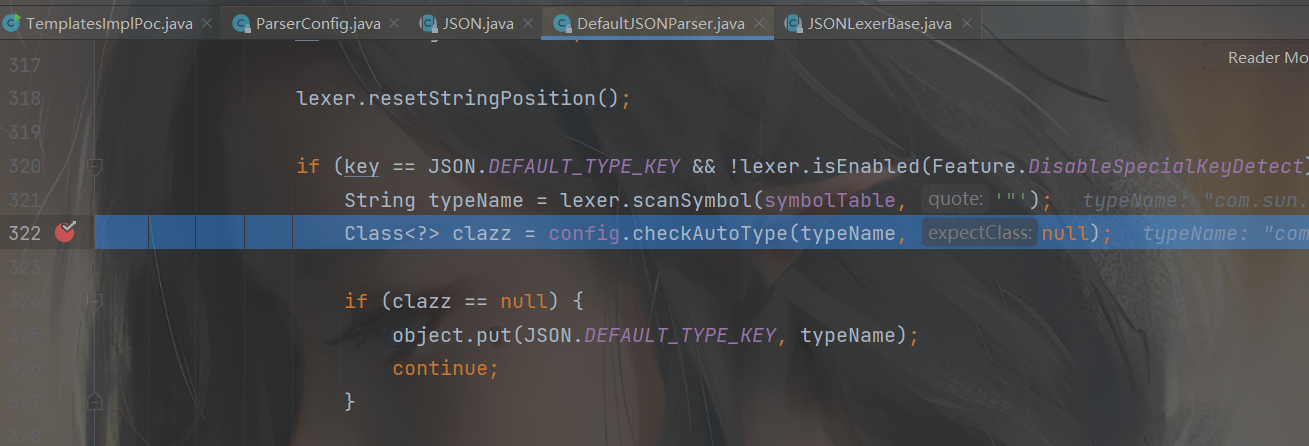 TemplatesImplPoc.java ParserConfig.java JSON.java DefaultJSONParser.java JSONLexerBase.java
Reader Mo
317
318 lexer.resetStringPosition();
319
320 if (key == JSON.DEFAULT_TYPE_KEY && !lexer.isEnabled(Feature.DisableSpecialKeyDetect)
321 String typeName = lexer.scanSymbol(symbolTable, quote: '"'); typeName: "com.sun.
322 Class<?> clazz = config.checkAutoType(typeName, expectClass: null); typeName: "com
323
324 if (clazz == null) {
325 object.put(JSON.DEFAULT_TYPE_KEY, typeName);
326 continue;
327 }
328